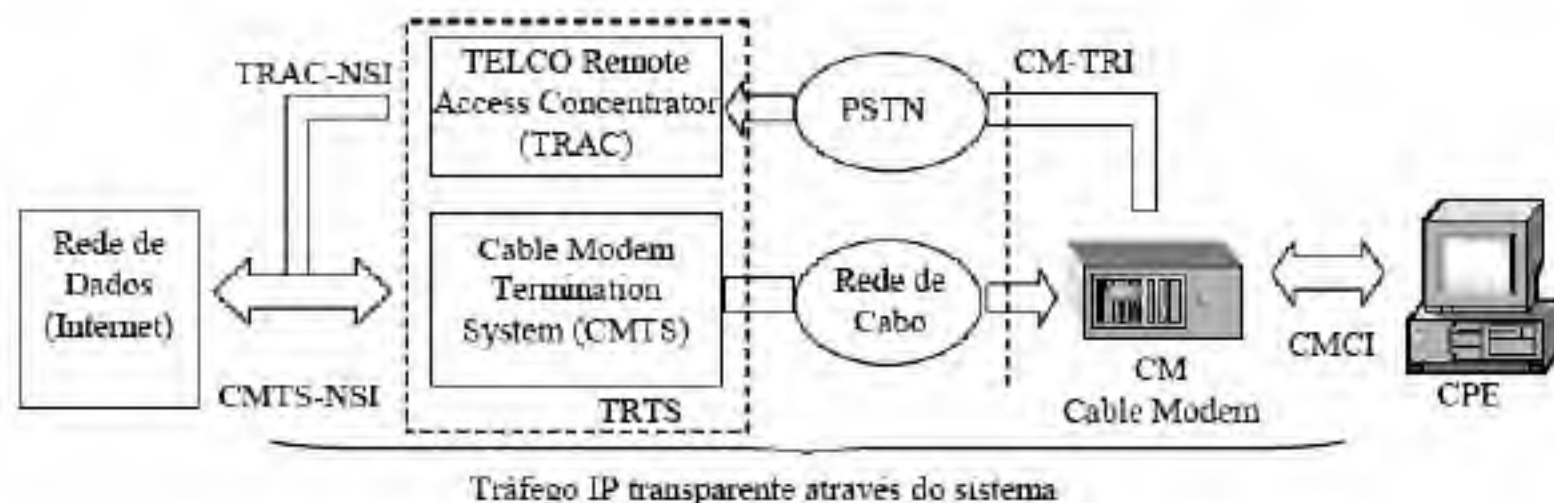 TRAC-NSI
TELCO Remote
Access Concentrator
(TRAC)
PSTN
CM-TRI
Rede de
Dados
(Internet)
Cable Modem
Termination
System (CMTS)
Rede de
Cabo
CMTS-NSI
TRTS
CM
Cable Modem
CMCI
CPE
Tráfego IP transparente através do sistema